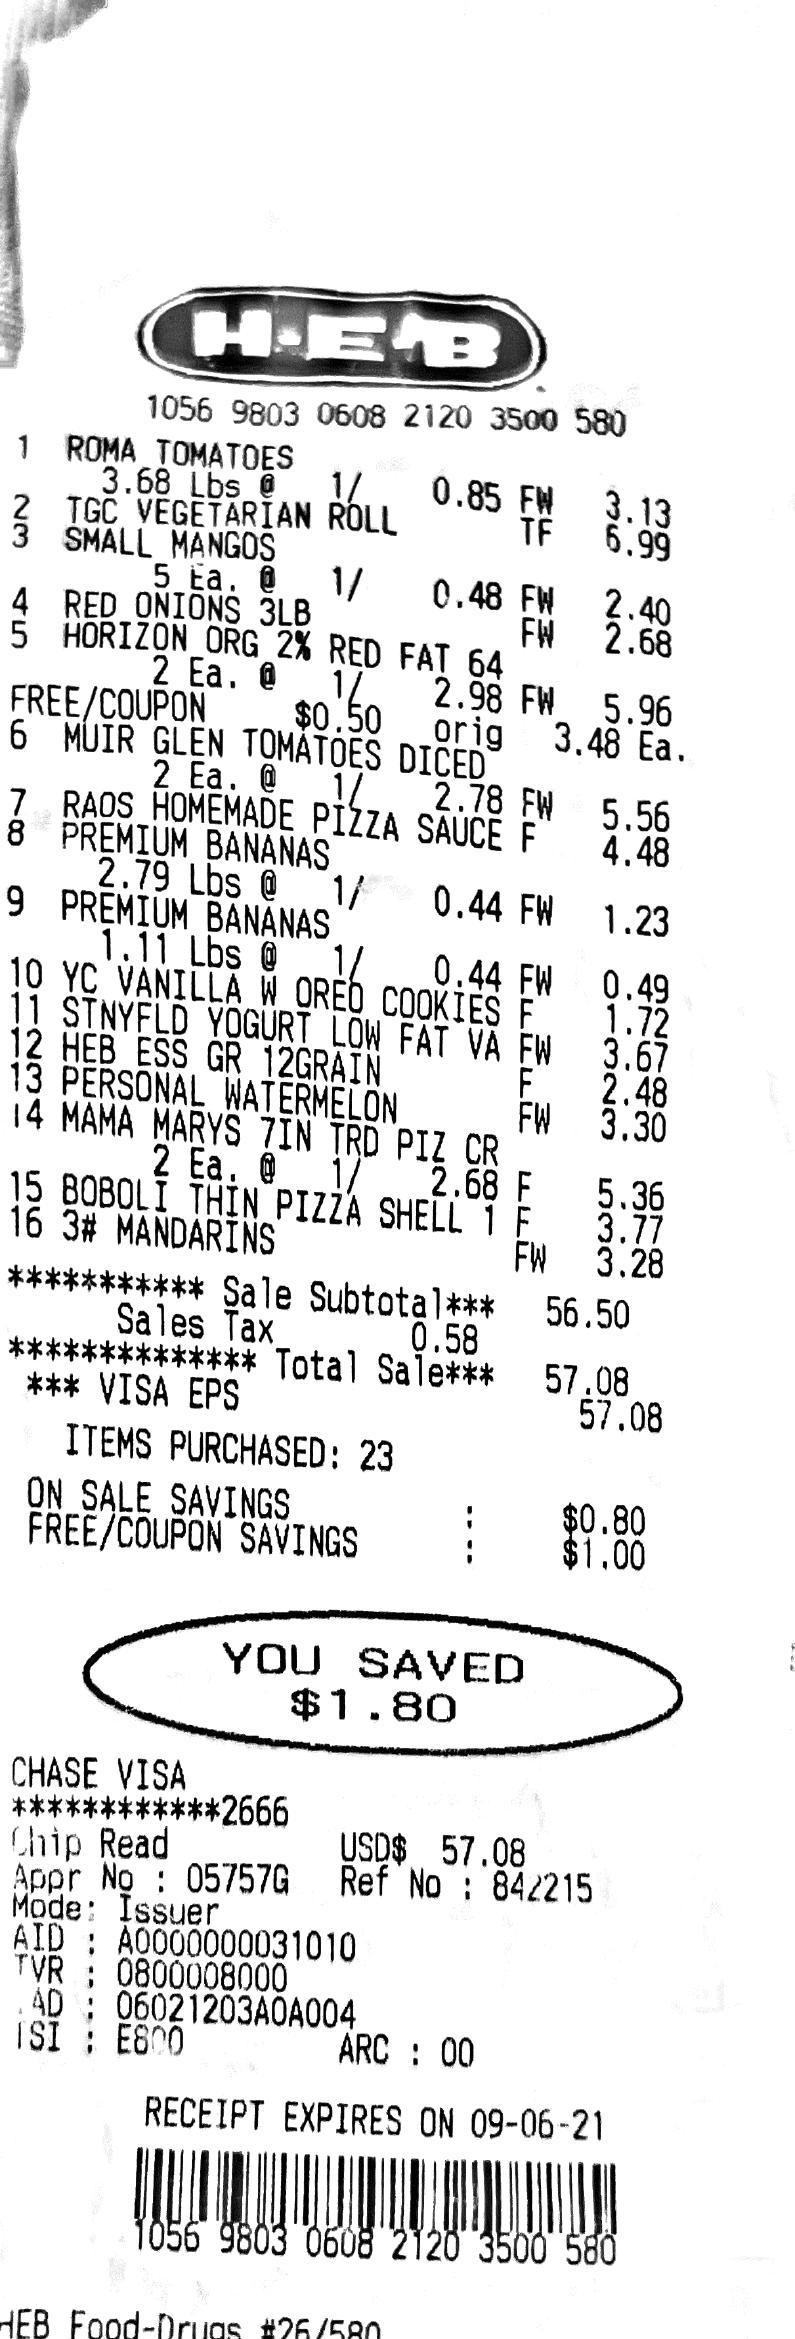 H-E-B
1056 9803 0608 2120 3500 580
1 ROMA TOMATOES
3.68 Lbs @ 1/ 0.85 FW 3.13
2 TGC VEGETARIAN ROLL TF 6.99
3 SMALL MANGOS
5 Ea. @ 1/ 0.48 FW 2.40
4 RED ONIONS 3LB FW 2.68
5 HORIZON ORG 2% RED FAT 64
2 Ea. @ 1/ 2.98 FW 5.96
FREE/COUPON $0.50 orig 3.48 Ea.
6 MUIR GLEN TOMATOES DICED
2 Ea. @ 1/ 2.78 FW 5.56
7 RAOS HOMEMADE PIZZA SAUCE F 4.48
8 PREMIUM BANANAS
2.79 Lbs @ 1/ 0.44 FW 1.23
9 PREMIUM BANANAS
1.11 Lbs @ 1/ 0.44 FW 0.49
10 YC VANILLA W OREO COOKIES F 1.72
11 STNYFLD YOGURT LOW FAT VA FW 3.67
12 HEB ESS GR 12GRAIN F 2.48
13 PERSONAL WATERMELON FW 3.30
14 MAMA MARYS 7IN TRD PIZ CR
2 Ea. @ 1/ 2.68 F 5.36
15 BOBOLI THIN PIZZA SHELL 1 F 3.77
16 3# MANDARINS FW 3.28
*********** Sale Subtotal*** 56.50
Sales Tax 0.58
************** Total Sale*** 57.08
*** VISA EPS 57.08
ITEMS PURCHASED: 23
ON SALE SAVINGS : $0.80
FREE/COUPON SAVINGS : $1.00
YOU SAVED
$1.80
CHASE VISA
************2666
Chip Read USD$ 57.08
Appr No : 05757G Ref No : 842215
Mode: Issuer
AID : A0000000031010
TVR : 0800008000
IAD : 06021203A0A004
TSI : E800 ARC : 00
RECEIPT EXPIRES ON 09-06-21
1056 9803 0608 2120 3500 580
HEB Food-Drugs #26/580